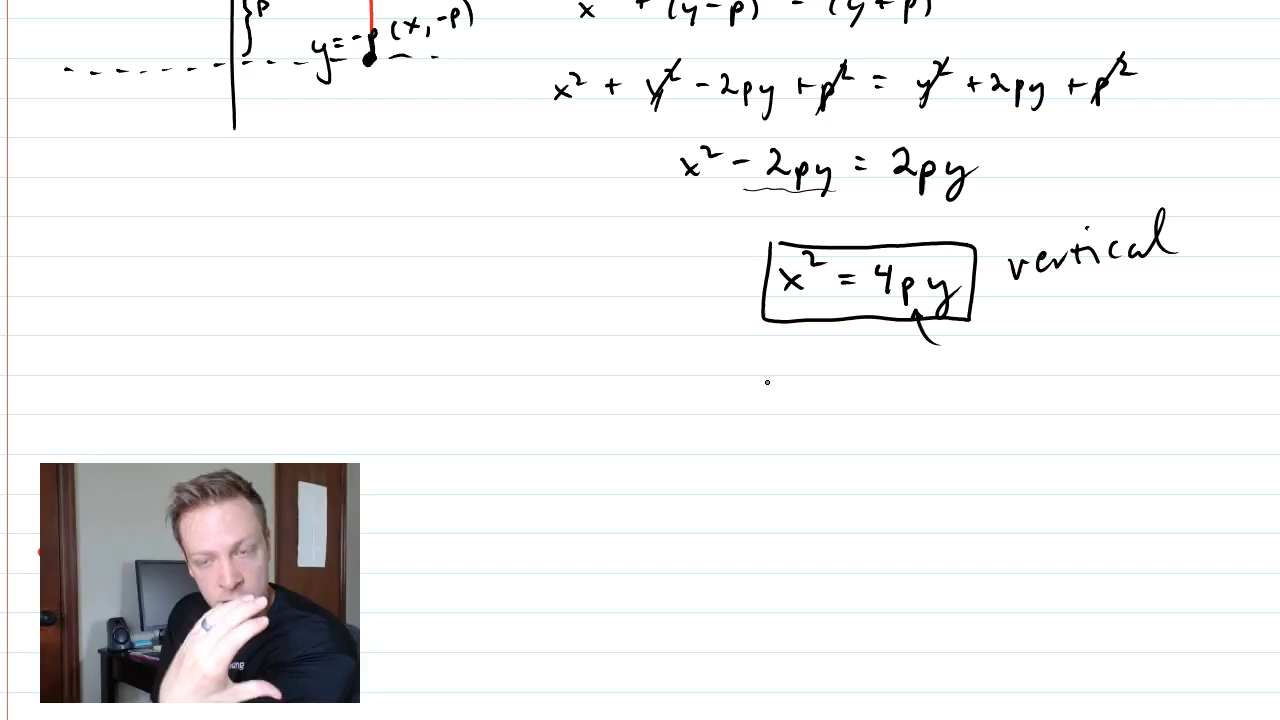 p
y = -p (x, -p)
x + (y-p) = (y+p)
x² + y² - 2py + p² = y² + 2py + p²
x² - 2py = 2py
x² = 4py
vertical